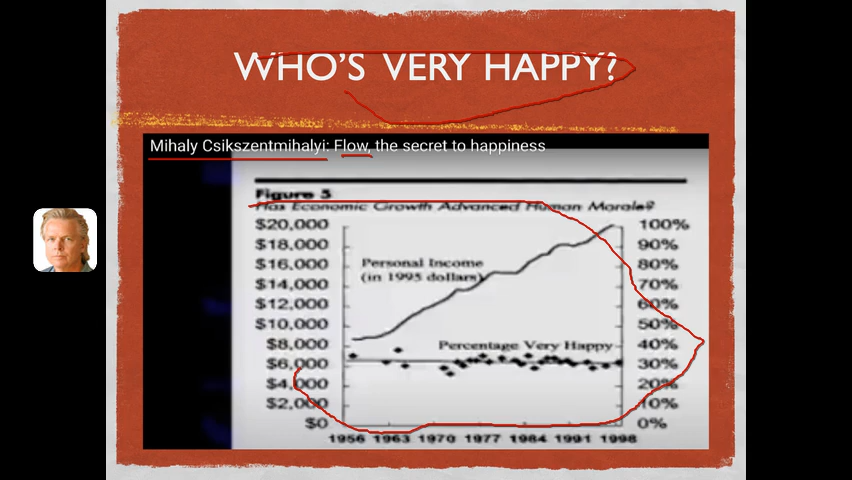 WHO'S VERY HAPPY?
Mihaly Csikszentmihalyi: Flow, the secret to happiness
Figure 5
Has Economic Growth Advanced Human Morale?
$20,000 100%
$18,000 90%
$16,000 Personal Income 80%
$14,000 (in 1995 dollars) 70%
$12,000 60%
$10,000 50%
$8,000 Percentage Very Happy 40%
$6,000 30%
$4,000 20%
$2,000 10%
$0 0%
1956 1963 1970 1977 1984 1991 1998